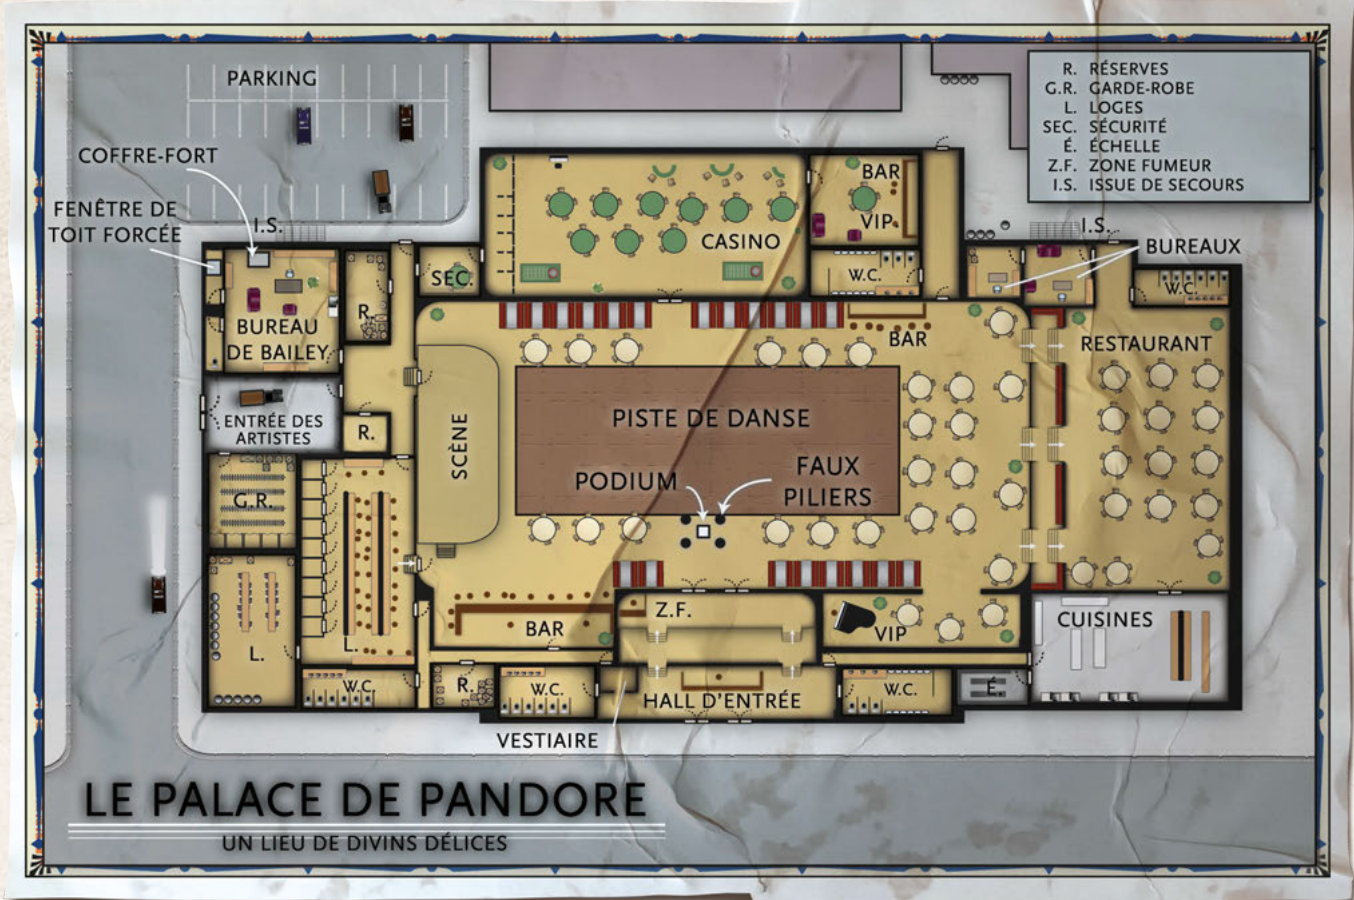 PARKING
R. RÉSERVES
G.R. GARDE-ROBE
L. LOGES
SEC. SÉCURITÉ
É. ÉCHELLE
Z.F. ZONE FUMEUR
I.S. ISSUE DE SECOURS
COFFRE-FORT
FENÊTRE DE
TOIT FORCÉE
I.S.
BAR
VIP
CASINO
I.S.
BUREAUX
SEC.
W.C.
W.C.
R.
BUREAU
DE BAILEY
BAR
RESTAURANT
ENTRÉE DES
ARTISTES
R.
SCÈNE
PISTE DE DANSE
PODIUM
FAUX
PILIERS
G.R.
L.
L.
Z.F.
BAR
VIP
CUISINES
W.C.
R.
W.C.
HALL D'ENTRÉE
W.C.
É.
VESTIAIRE
LE PALACE DE PANDORE
UN LIEU DE DIVINS DÉLICES